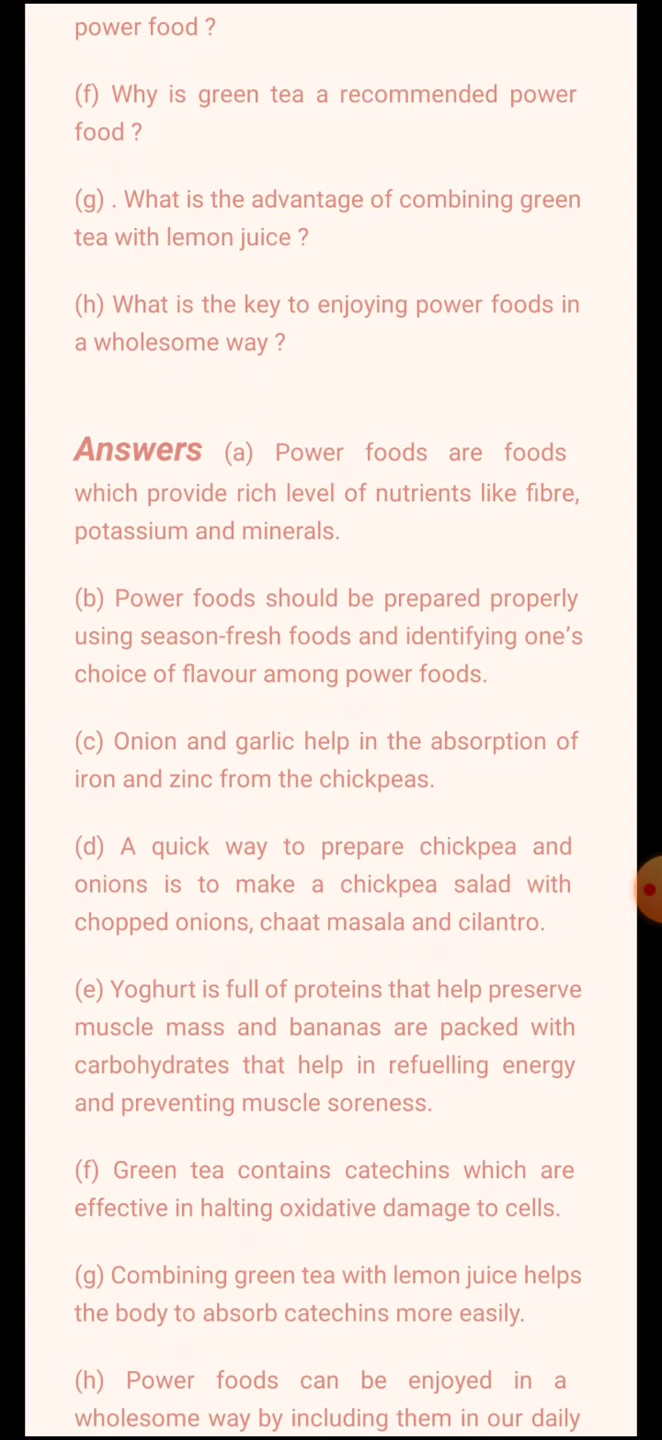 power food ?
(f) Why is green tea a recommended power
food ?
(g) . What is the advantage of combining green
tea with lemon juice ?
(h) What is the key to enjoying power foods in
a wholesome way ?
Answers (a) Power foods are foods
which provide rich level of nutrients like fibre,
potassium and minerals.
(b) Power foods should be prepared properly
using season-fresh foods and identifying one’s
choice of flavour among power foods.
(c) Onion and garlic help in the absorption of
iron and zinc from the chickpeas.
(d) A quick way to prepare chickpea and
onions is to make a chickpea salad with
chopped onions, chaat masala and cilantro.
(e) Yoghurt is full of proteins that help preserve
muscle mass and bananas are packed with
carbohydrates that help in refuelling energy
and preventing muscle soreness.
(f) Green tea contains catechins which are
effective in halting oxidative damage to cells.
(g) Combining green tea with lemon juice helps
the body to absorb catechins more easily.
(h) Power foods can be enjoyed in a
wholesome way by including them in our daily